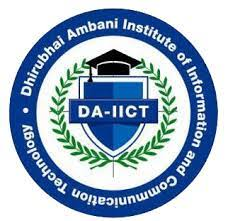 Dhirubhai Ambani Institute of Information and Communication Technology •
DA-IICT